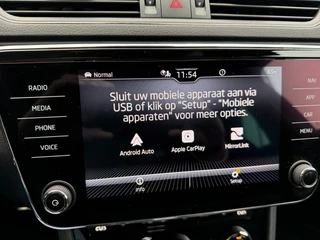 Normal
11:54
RADIO
MEDIA
PHONE
VOICE
Sluit uw mobiele apparaat aan via
USB of klik op "Setup" - "Mobiele
apparaten" voor meer opties.
Android Auto
Apple CarPlay
MirrorLink
Info
Setup
NAV
APP
CAR
MENU